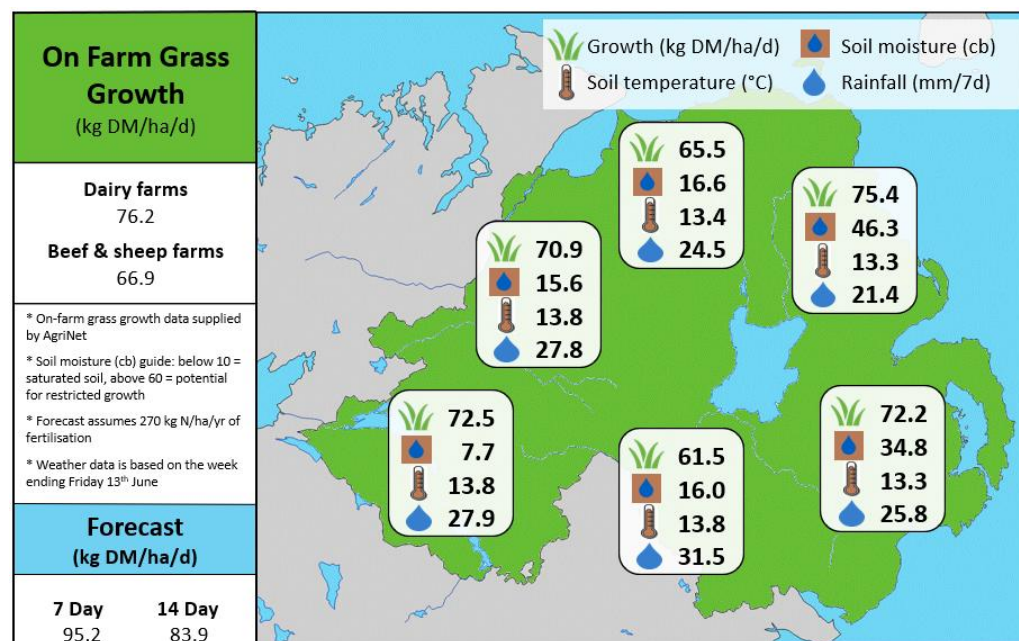 On Farm Grass
Growth
(kg DM/ha/d)
Dairy farms
76.2
Beef & sheep farms
66.9
* On-farm grass growth data supplied
by AgriNet
* Soil moisture (cb) guide: below 10 =
saturated soil, above 60 = potential
for restricted growth
* Forecast assumes 270 kg N/ha/yr of
fertilisation
* Weather data is based on the week
ending Friday 13th June
Forecast
(kg DM/ha/d)
7 Day 14 Day
95.2 83.9
Growth (kg DM/ha/d) Soil moisture (cb)
Soil temperature (°C) Rainfall (mm/7d)
65.5
16.6
13.4
24.5
75.4
46.3
13.3
21.4
70.9
15.6
13.8
27.8
72.5
7.7
13.8
27.9
61.5
16.0
13.8
31.5
72.2
34.8
13.3
25.8